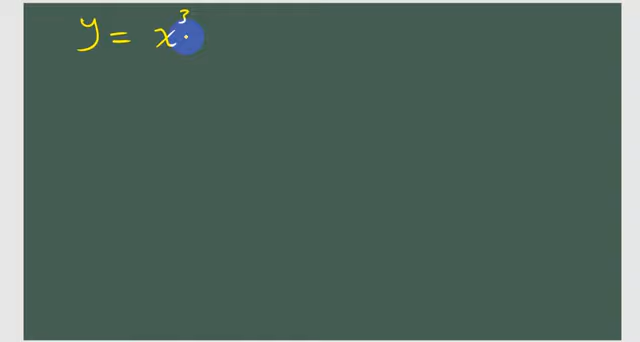 y = x³